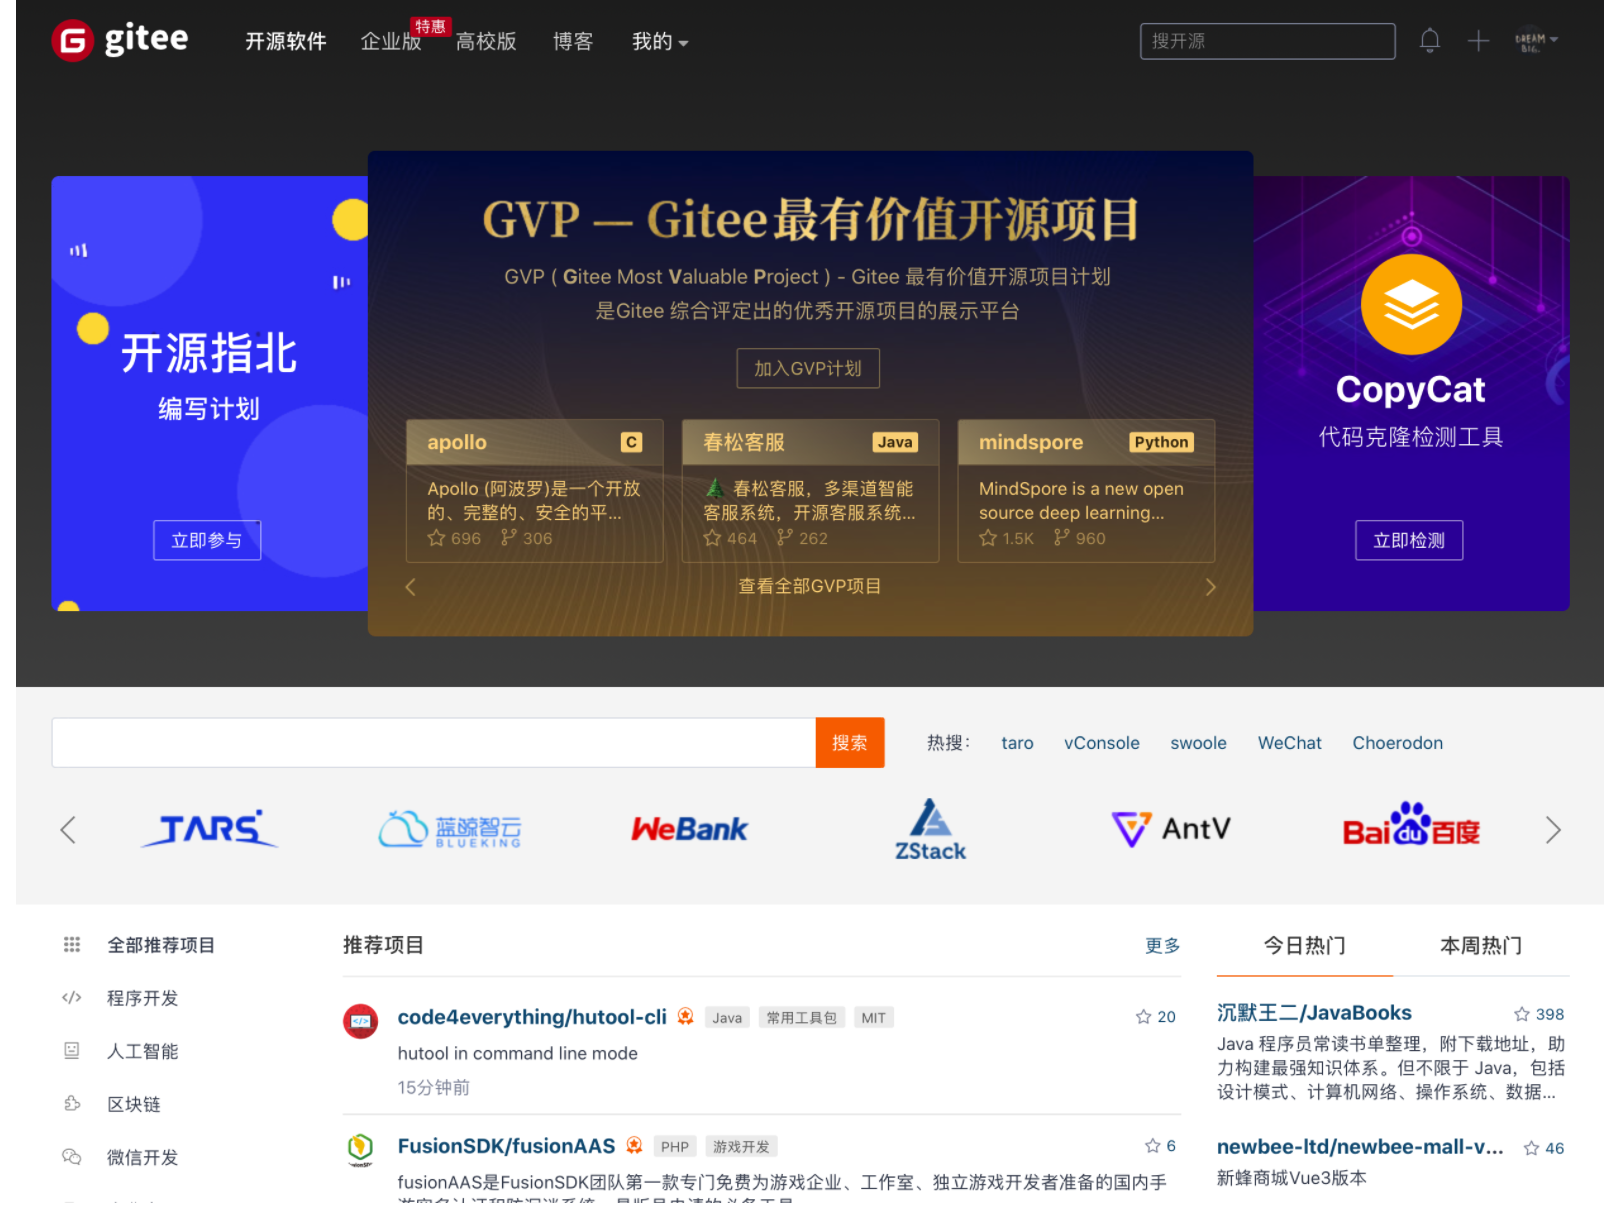 gitee
开源软件
企业版
特惠
高校版
博客
我的
搜开源
DREAM
BIG.
开源指北
编写计划
立即参与
GVP — Gitee最有价值开源项目
GVP ( Gitee Most Valuable Project ) - Gitee 最有价值开源项目计划
是Gitee 综合评定出的优秀开源项目的展示平台
加入GVP计划
apollo C
Apollo (阿波罗)是一个开放
的、完整的、安全的平...
696 306
春松客服 Java
春松客服，多渠道智能
客服系统，开源客服系统...
464 262
mindspore Python
MindSpore is a new open
source deep learning...
1.5K 960
查看全部GVP项目
CopyCat
代码克隆检测工具
立即检测
搜索
热搜： taro vConsole swoole WeChat Choerodon
TARS
蓝鲸智云
BLUEKING
WeBank
ZStack
AntV
Bai du 百度
全部推荐项目
程序开发
人工智能
区块链
微信开发
推荐项目 更多
code4everything/hutool-cli Java 常用工具包 MIT 20
hutool in command line mode
15分钟前
FusionSDK/fusionAAS PHP 游戏开发 6
fusionAAS是FusionSDK团队第一款专门免费为游戏企业、工作室、独立游戏开发者准备的国内手
今日热门 本周热门
沉默王二/JavaBooks 398
Java 程序员常读书单整理，附下载地址，助
力构建最强知识体系。但不限于 Java，包括
设计模式、计算机网络、操作系统、数据...
newbee-ltd/newbee-mall-v... 46
新蜂商城Vue3版本